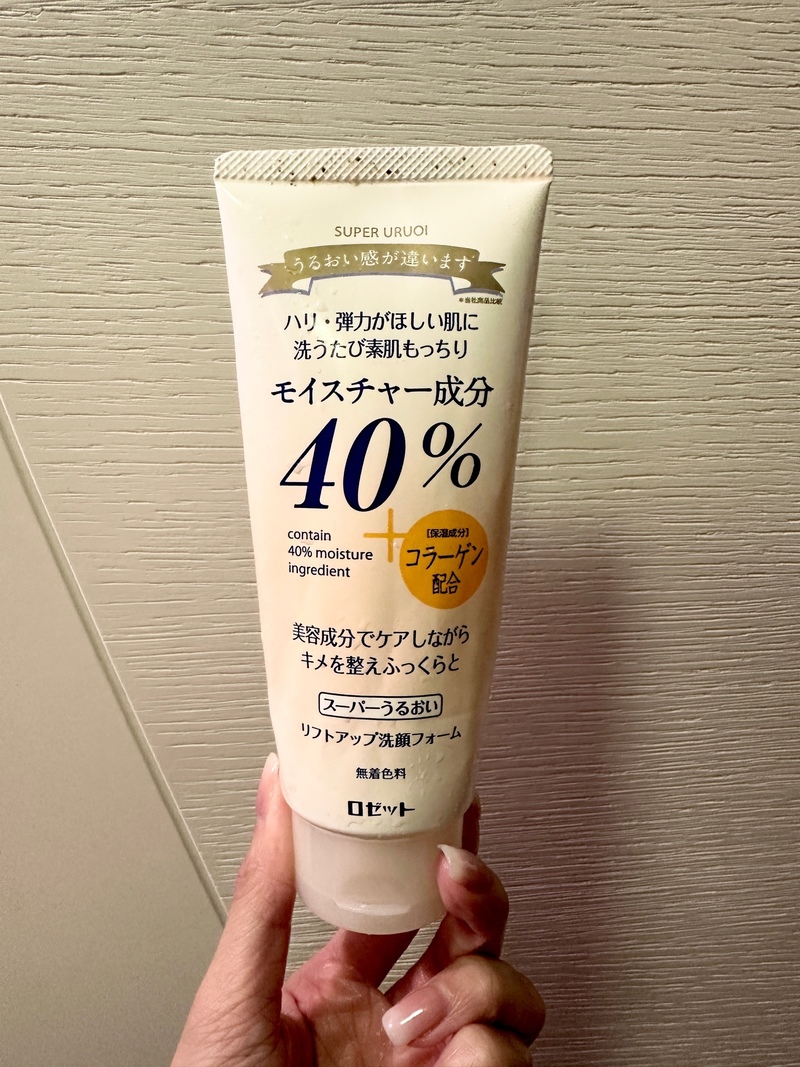 SUPER URUOI
うるおい感が違います*
*当社商品比較
ハリ・弾力がほしい肌に
洗うたび素肌もっちり
モイスチャー成分
40%
+
contain
40% moisture
ingredient
[保湿成分]
コラーゲン
配合
美容成分でケアしながら
キメを整えふっくらと
スーパーうるおい
リフトアップ洗顔フォーム
無着色料
ロゼット